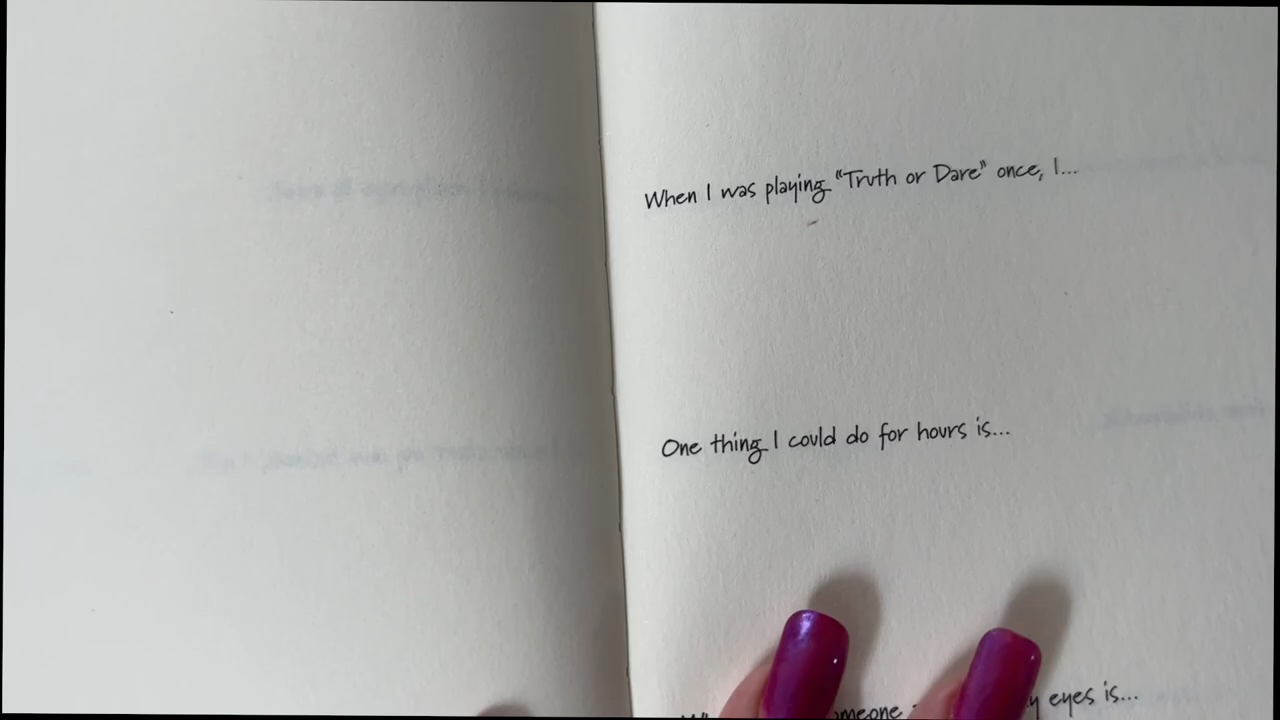 When I was playing "Truth or Dare" once, I...
One thing I could do for hours is...
eyes is...